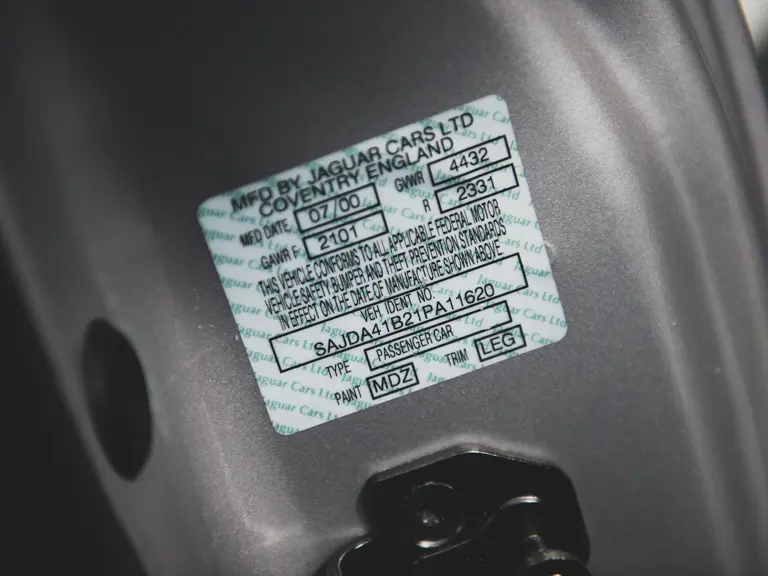 MFD BY JAGUAR CARS LTD
COVENTRY ENGLAND
MFD DATE 07/00 GVWR 4432
GAWR F 2101 R 2331
THIS VEHICLE CONFORMS TO ALL APPLICABLE FEDERAL MOTOR
VEHICLE SAFETY BUMPER AND THEFT PREVENTION STANDARDS
IN EFFECT ON THE DATE OF MANUFACTURE SHOWN ABOVE
VEH IDENT NO.
SAJDA41B21PA11620
TYPE PASSENGER CAR
PAINT MDZ TRIM LEG